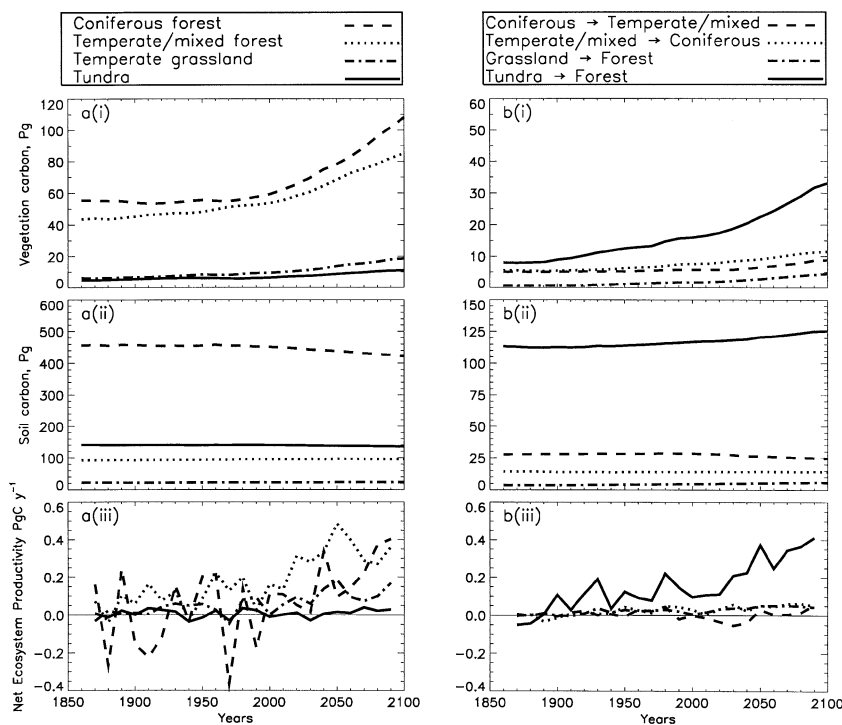 Coniferous forest
Temperate/mixed forest
Temperate grassland
Tundra
Coniferous → Temperate/mixed
Temperate/mixed → Coniferous
Grassland → Forest
Tundra → Forest
a(i)
Vegetation carbon, Pg
120
100
80
60
40
20
0
b(i)
60
50
40
30
20
10
0
a(ii)
Soil carbon, Pg
600
500
400
300
200
100
0
b(ii)
150
125
100
75
50
25
0
a(iii)
Net Ecosystem Productivity PgC y⁻¹
0.6
0.4
0.2
0.0
−0.2
−0.4
1850 1900 1950 2000 2050 2100
Years
b(iii)
0.6
0.4
0.2
0.0
−0.2
−0.4
1850 1900 1950 2000 2050 2100
Years